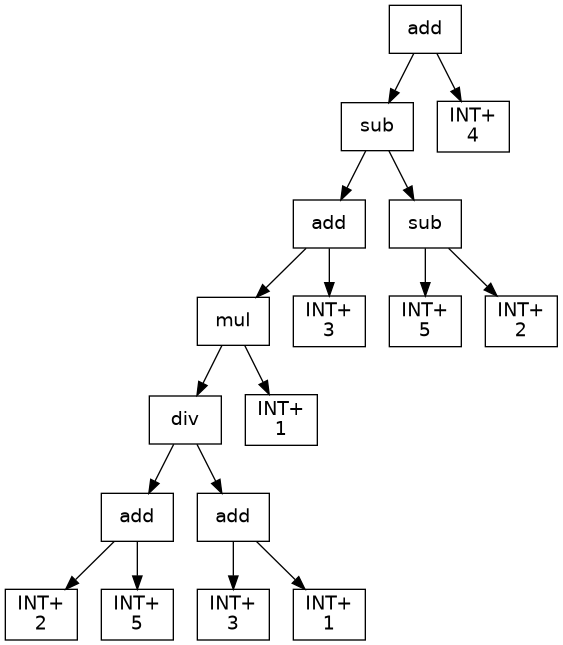 add
sub
INT+
4
add
sub
mul
INT+
3
INT+
5
INT+
2
div
INT+
1
add
add
INT+
2
INT+
5
INT+
3
INT+
1